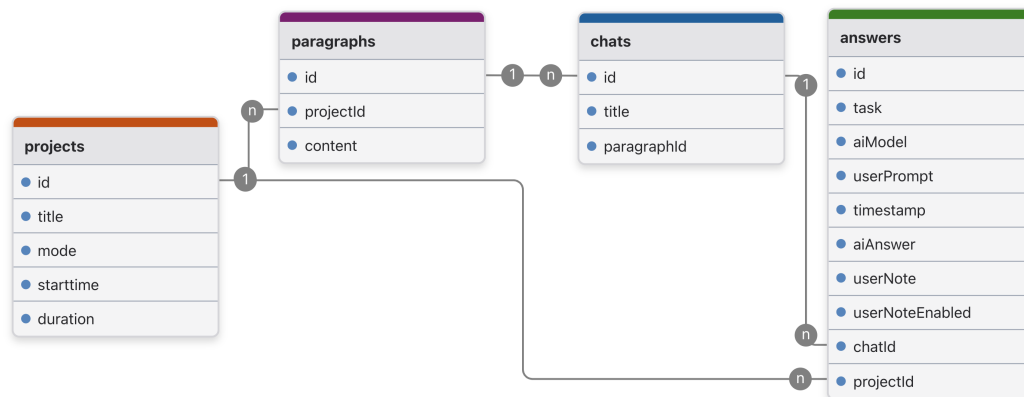 projects
id
title
mode
starttime
duration
n
1
paragraphs
id
projectId
content
1
n
chats
id
title
paragraphId
1
n
n
answers
id
task
aiModel
userPrompt
timestamp
aiAnswer
userNote
userNoteEnabled
chatId
projectId